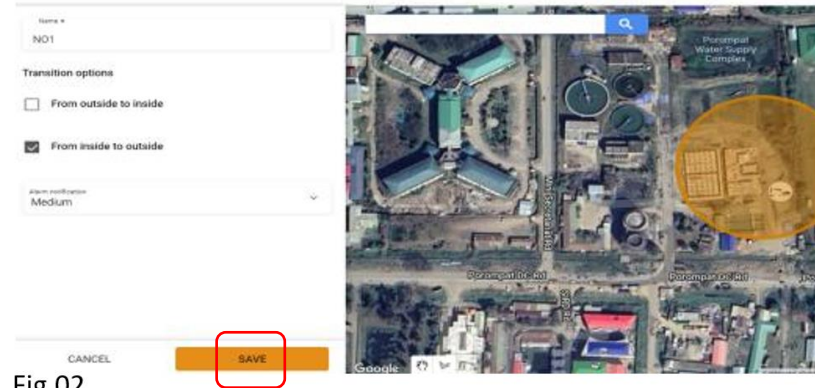 Name *
NO1
Transition options
From outside to inside
From inside to outside
Alarm notification
Medium
CANCEL
SAVE
Fig 02
Porompat
Water Supply
Complex
Porompat DC Rd
Porompat DC Rd
Google